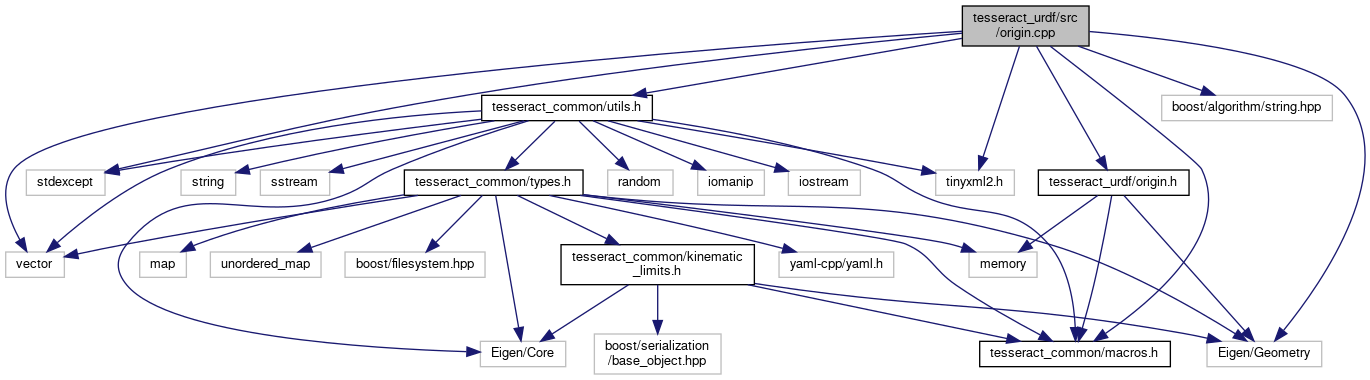 tesseract_urdf/src
/origin.cpp
tesseract_common/utils.h
boost/algorithm/string.hpp
stdexcept
string
sstream
tesseract_common/types.h
random
iomanip
iostream
tinyxml2.h
tesseract_urdf/origin.h
vector
map
unordered_map
boost/filesystem.hpp
tesseract_common/kinematic
_limits.h
yaml-cpp/yaml.h
memory
Eigen/Core
boost/serialization
/base_object.hpp
tesseract_common/macros.h
Eigen/Geometry